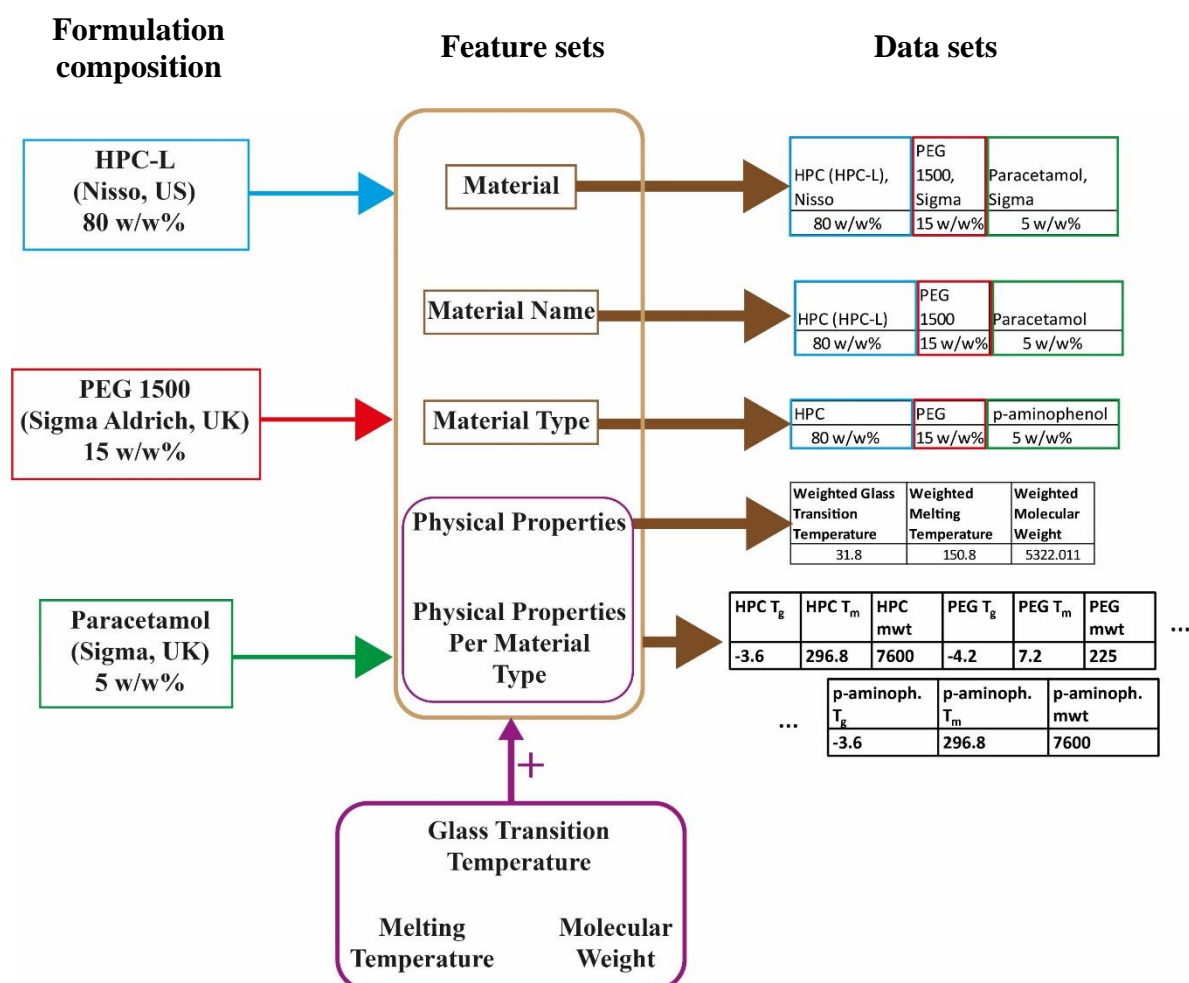 Formulation
composition
Feature sets
Data sets
HPC-L
(Nisso, US)
80 w/w%
PEG 1500
(Sigma Aldrich, UK)
15 w/w%
Paracetamol
(Sigma, UK)
5 w/w%
Material
Material Name
Material Type
Physical Properties
Physical Properties
Per Material
Type
+
Glass Transition
Temperature
Melting
Temperature
Molecular
Weight
HPC (HPC-L),
Nisso
PEG
1500,
Sigma
Paracetamol,
Sigma
80 w/w% 15 w/w% 5 w/w%
HPC (HPC-L)
PEG
1500
Paracetamol
80 w/w% 15 w/w% 5 w/w%
HPC PEG p-aminophenol
80 w/w% 15 w/w% 5 w/w%
Weighted Glass
Transition
Temperature
Weighted
Melting
Temperature
Weighted
Molecular
Weight
31.8 150.8 5322.011
HPC Tg
HPC Tm
HPC
mwt
PEG Tg
PEG Tm
PEG
mwt
...
-3.6 296.8 7600 -4.2 7.2 225
...
p-aminoph.
Tg
p-aminoph.
Tm
p-aminoph.
mwt
-3.6 296.8 7600